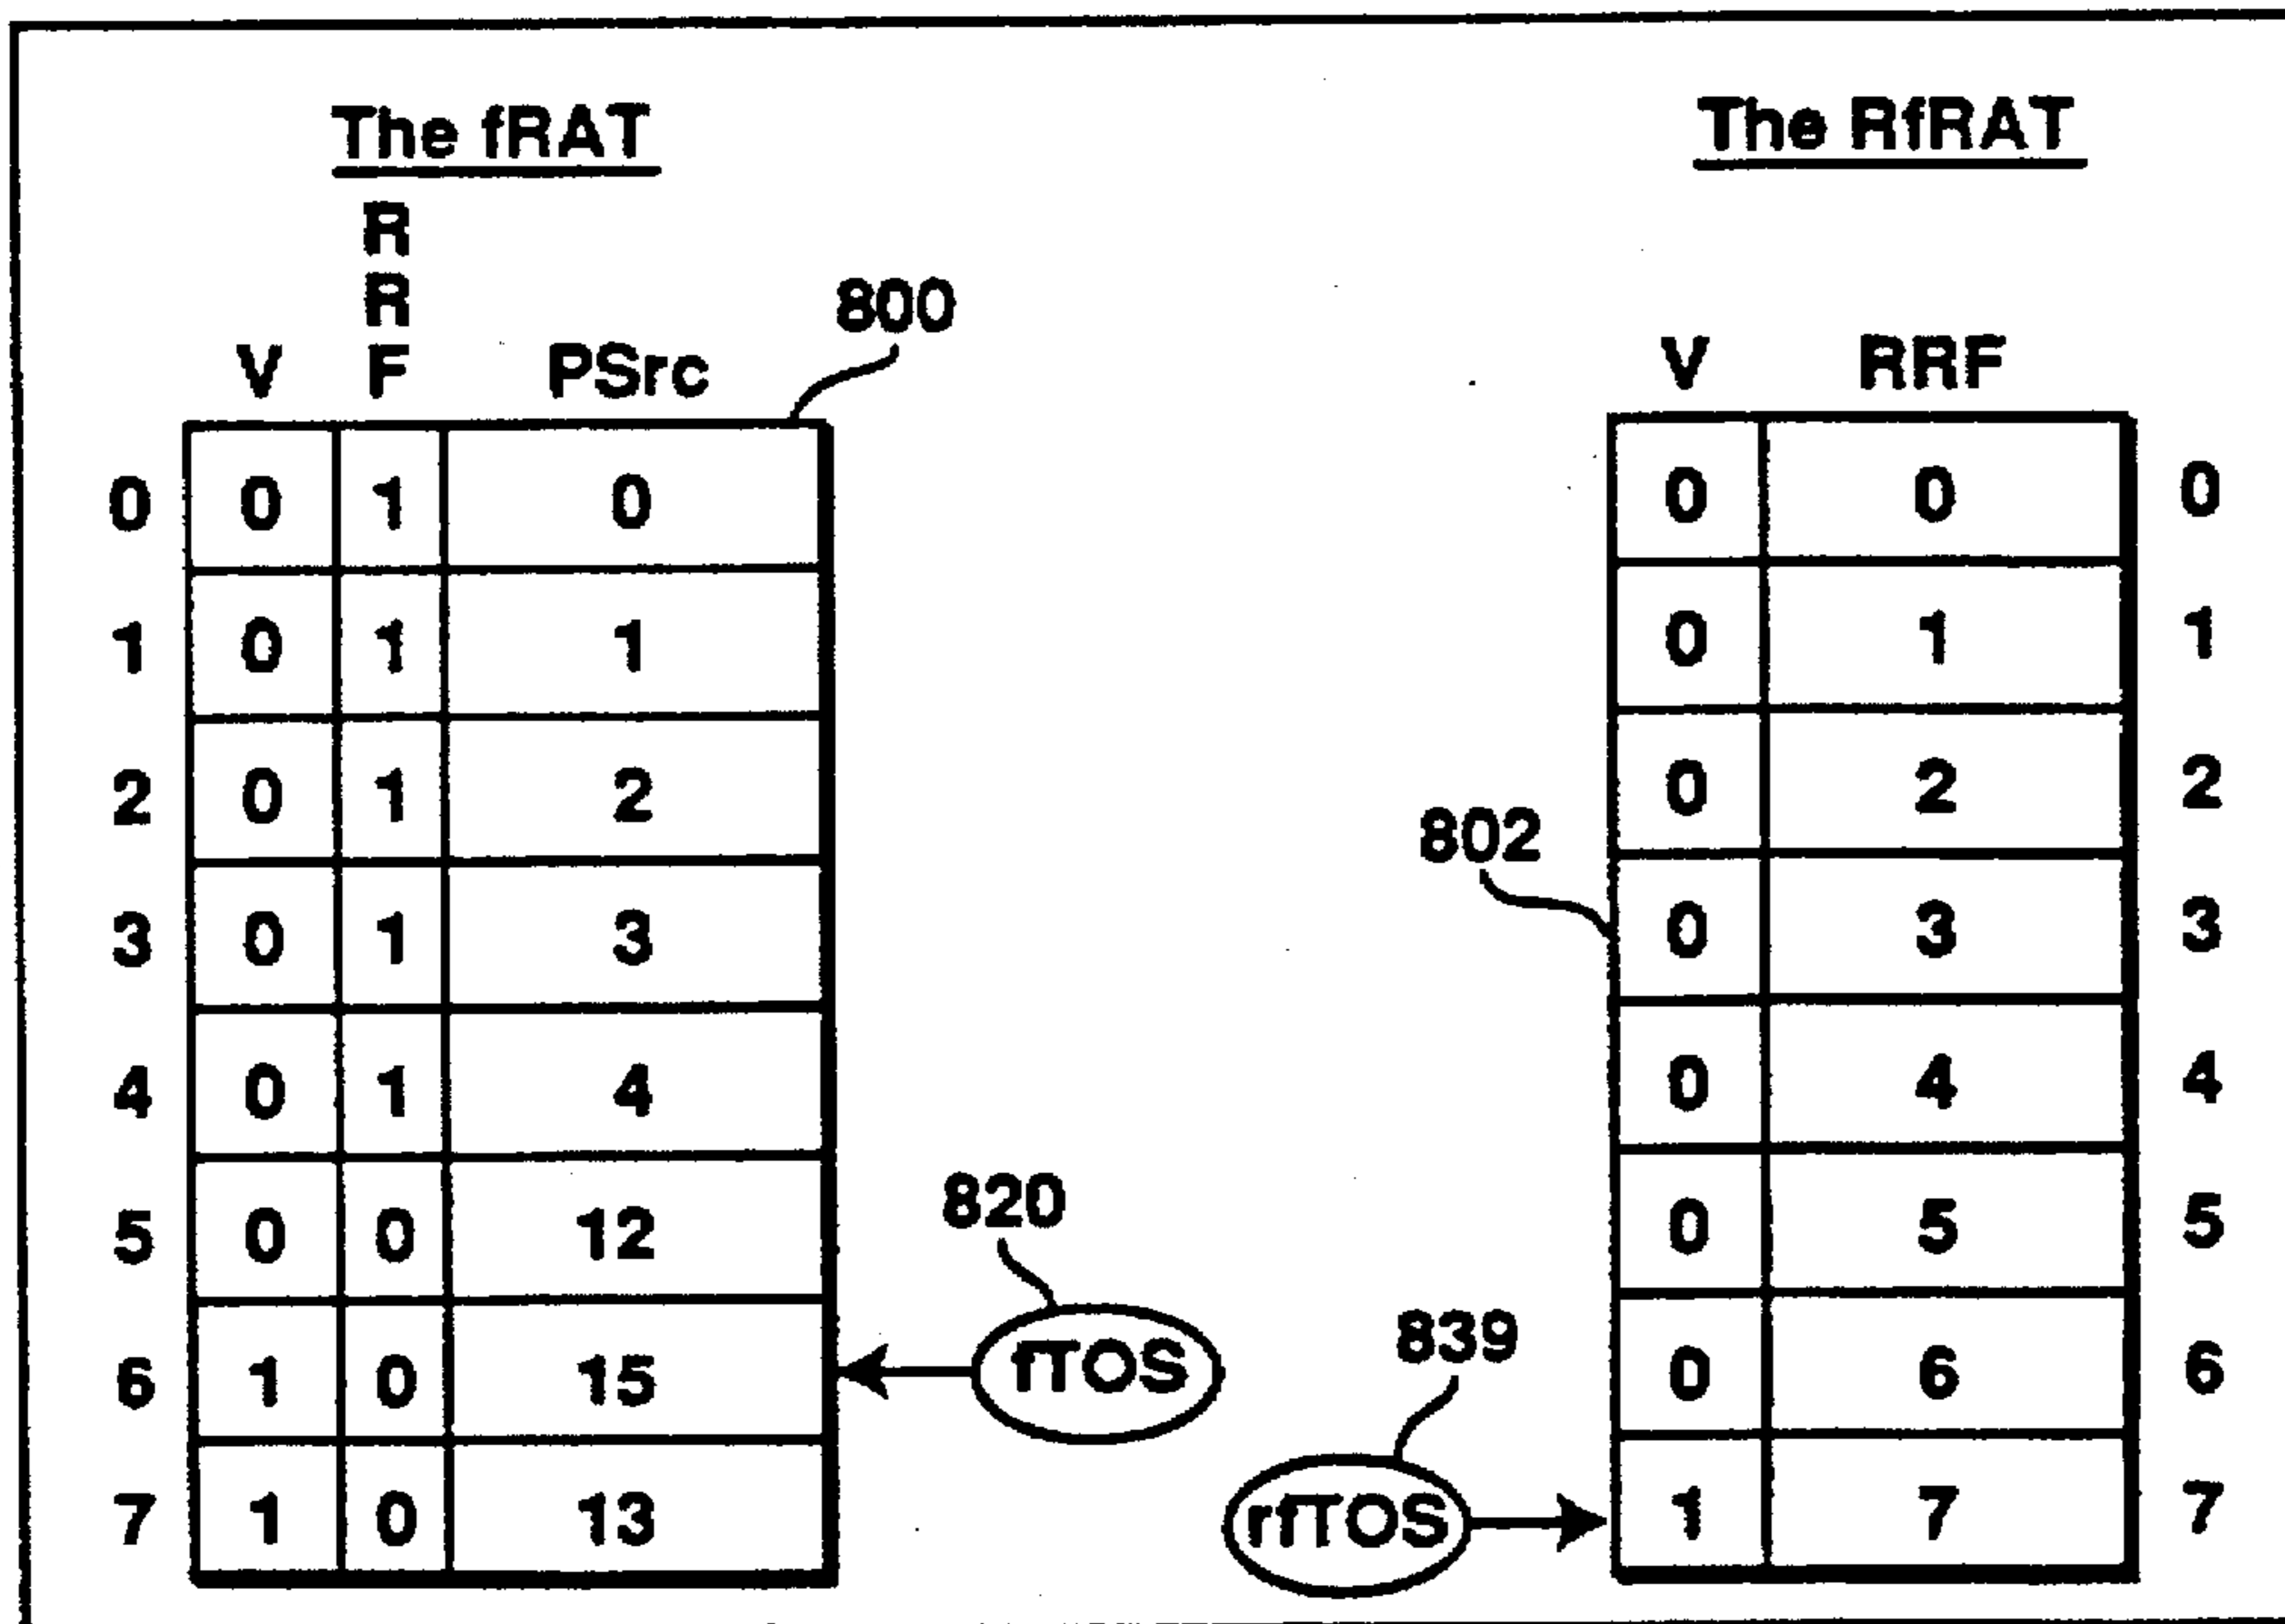 The fRAT
The RfRAT
R
R
F
V
PSrc
800
V
RRF
0 0 1 0
0 0 0
1 0 1 1
0 1 1
2 0 1 2
0 2 2
802
3 0 1 3
0 3 3
4 0 1 4
0 4 4
820
5 0 0 12
0 5 5
839
6 1 0 15
fTOS
0 6 6
7 1 0 13
rfTOS
1 7 7